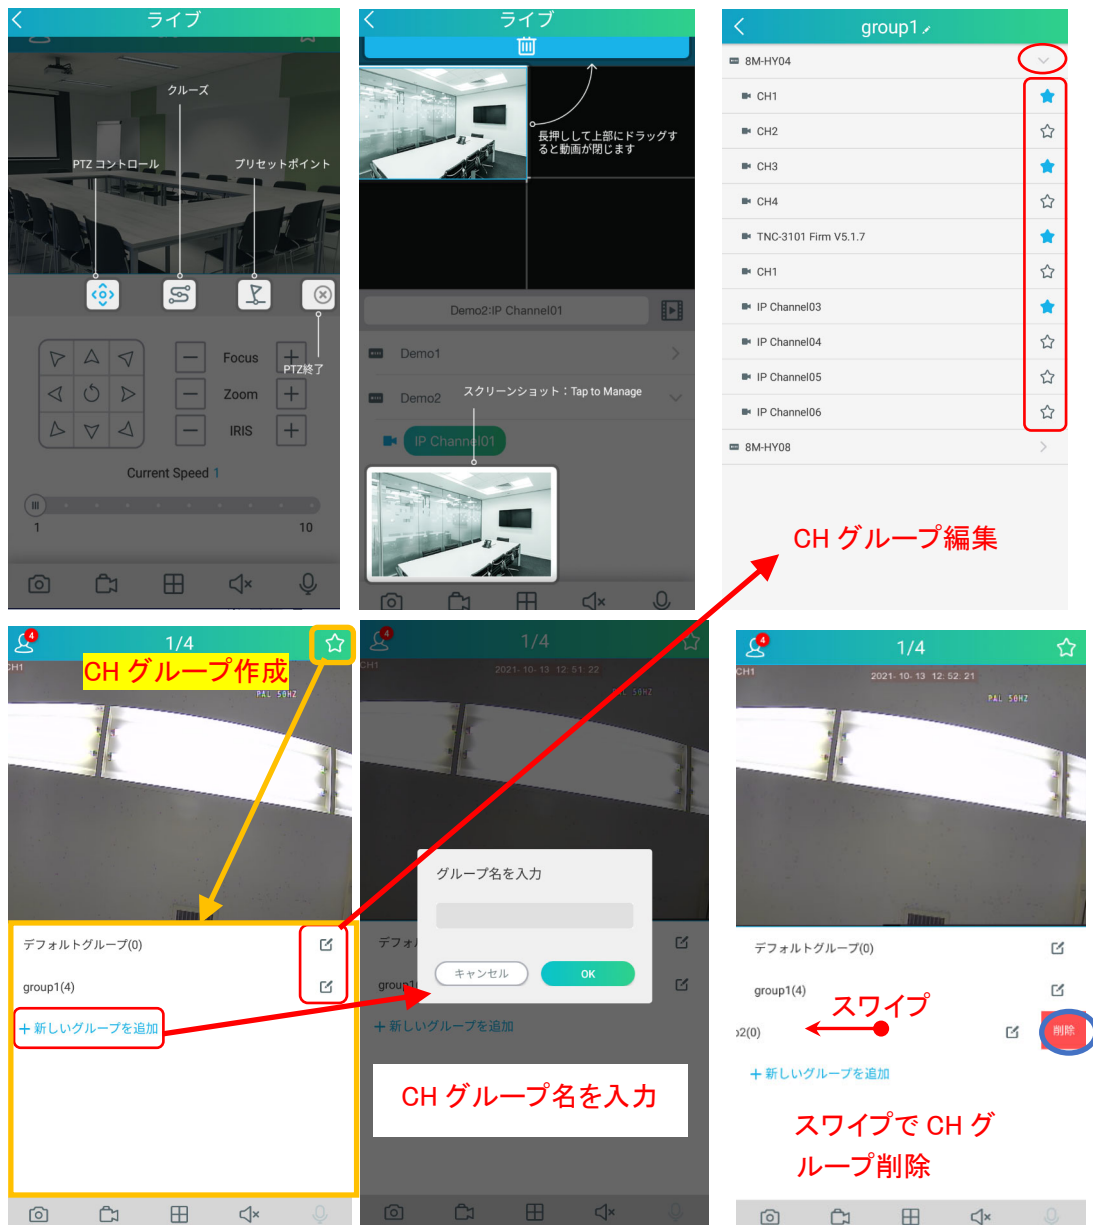 ライブ
クルーズ
PTZ コントロール
プリセットポイント
Focus
PTZ終了
Zoom
IRIS
Current Speed 1
1
10
ライブ
長押しして上部にドラッグす
ると動画が閉じます
Demo2:IP Channel01
Demo1
Demo2
スクリーンショット：Tap to Manage
IP Channel01
group1
8M-HY04
CH1
CH2
CH3
CH4
TNC-3101 Firm V5.1.7
CH1
IP Channel03
IP Channel04
IP Channel05
IP Channel06
8M-HY08
CH グループ編集
4
1/4
CH グループ作成
CH1
PAL 50HZ
デフォルトグループ(0)
group1(4)
＋新しいグループを追加
4
1/4
CH1
2021-10-13 12:51:22
PAL 50HZ
グループ名を入力
デフォ
キャンセル
OK
group1(
＋新しいグループを追加
CH グループ名を入力
4
1/4
CH1
2021-10-13 12:52:21
PAL 50HZ
デフォルトグループ(0)
group1(4)
スワイプ
2(0)
削除
＋新しいグループを追加
スワイプで CH グ
ループ削除